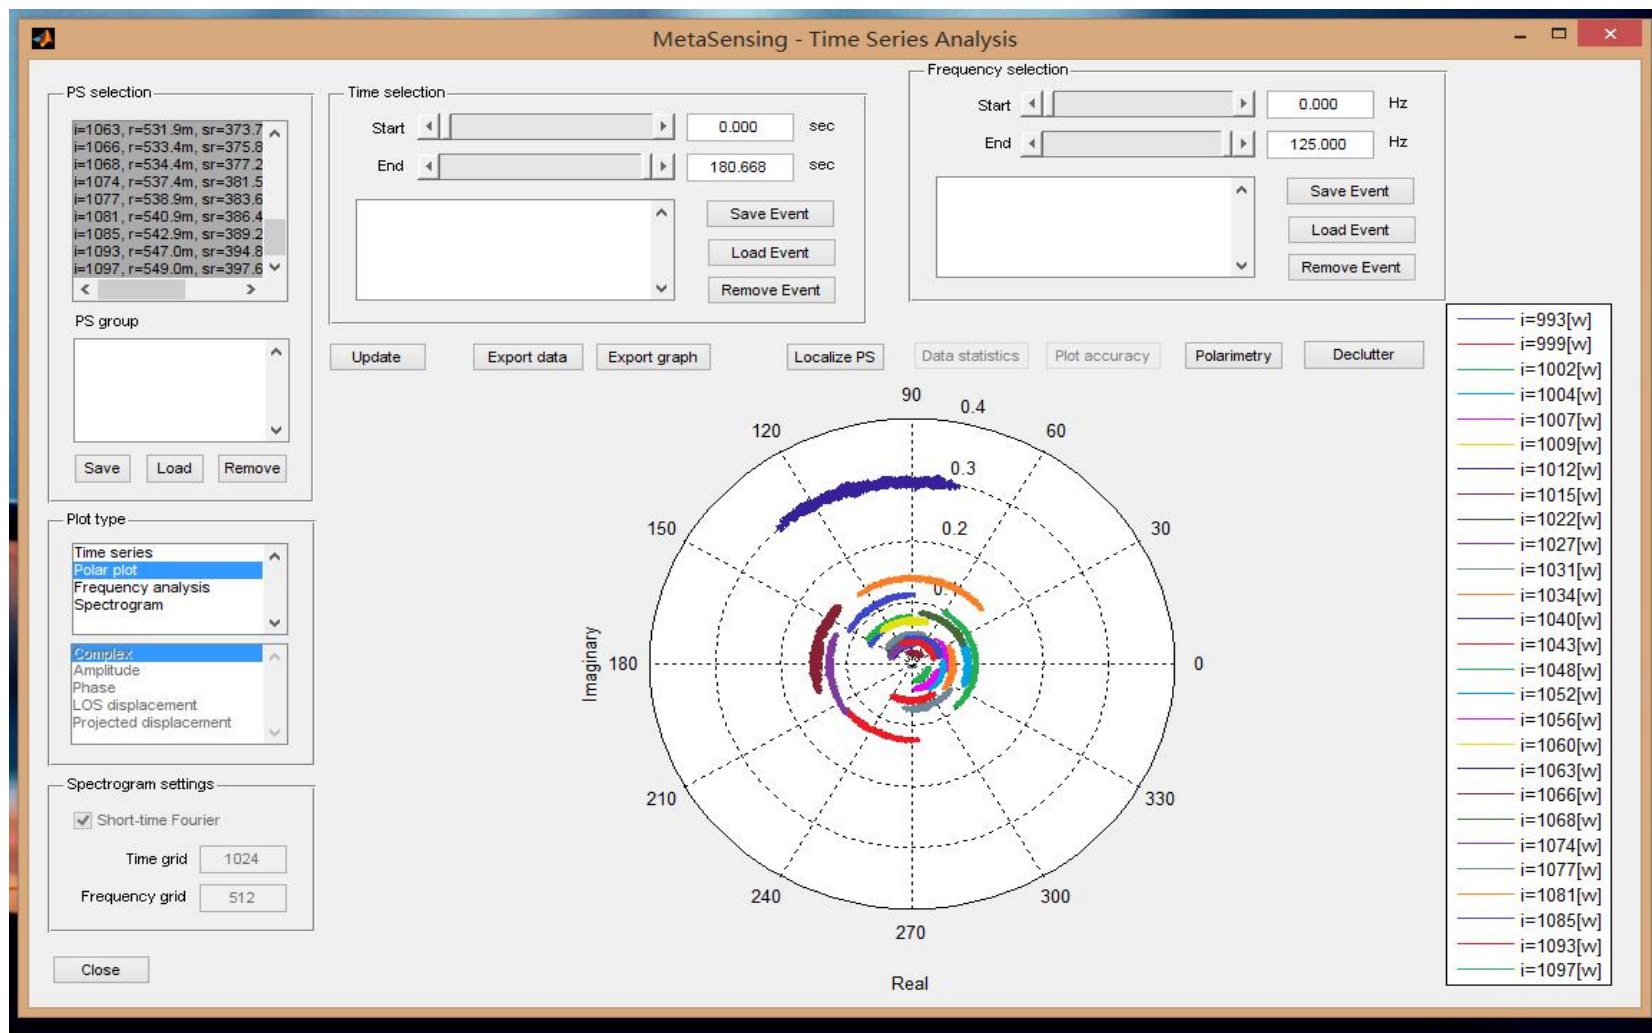 MetaSensing - Time Series Analysis
PS selection
i=1063, r=531.9m, sr=373.7
i=1066, r=533.4m, sr=375.8
i=1068, r=534.4m, sr=377.2
i=1074, r=537.4m, sr=381.5
i=1077, r=538.9m, sr=383.6
i=1081, r=540.9m, sr=386.4
i=1085, r=542.9m, sr=389.2
i=1093, r=547.0m, sr=394.8
i=1097, r=549.0m, sr=397.6
PS group
Save Load Remove
Time selection
Start 0.000 sec
End 180.668 sec
Save Event
Load Event
Remove Event
Frequency selection
Start 0.000 Hz
End 125.000 Hz
Save Event
Load Event
Remove Event
Update Export data Export graph Localize PS Data statistics Plot accuracy Polarimetry Declutter
Plot type
Time series
Polar plot
Frequency analysis
Spectrogram
Complex
Amplitude
Phase
LOS displacement
Projected displacement
Spectrogram settings
Short-time Fourier
Time grid 1024
Frequency grid 512
Close
90
0.4
120
60
0.3
150
0.2
30
Imaginary
180
0
210
330
240
300
270
Real
i=993[w]
i=999[w]
i=1002[w]
i=1004[w]
i=1007[w]
i=1009[w]
i=1012[w]
i=1015[w]
i=1022[w]
i=1027[w]
i=1031[w]
i=1034[w]
i=1040[w]
i=1043[w]
i=1048[w]
i=1052[w]
i=1056[w]
i=1060[w]
i=1063[w]
i=1066[w]
i=1068[w]
i=1074[w]
i=1077[w]
i=1081[w]
i=1085[w]
i=1093[w]
i=1097[w]